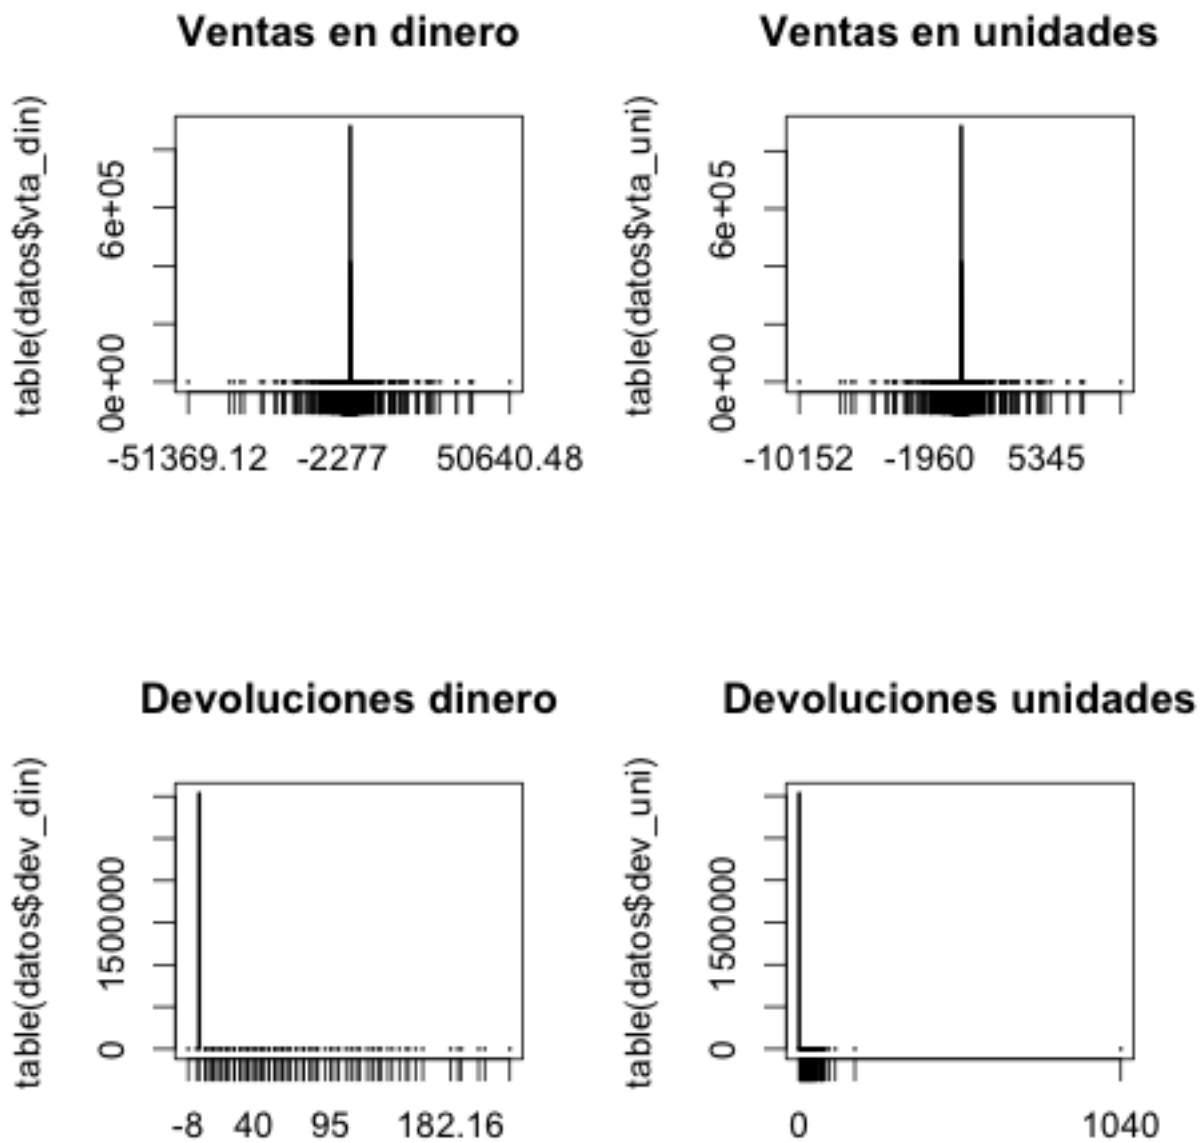 Ventas en dinero
table(datos$vta_din)
0e+00 6e+05
-51369.12 -2277 50640.48
Ventas en unidades
table(datos$vta_uni)
0e+00 6e+05
-10152 -1960 5345
Devoluciones dinero
table(datos$dev_din)
0 1500000
-8 40 95 182.16
Devoluciones unidades
table(datos$dev_uni)
0 1500000
0 1040